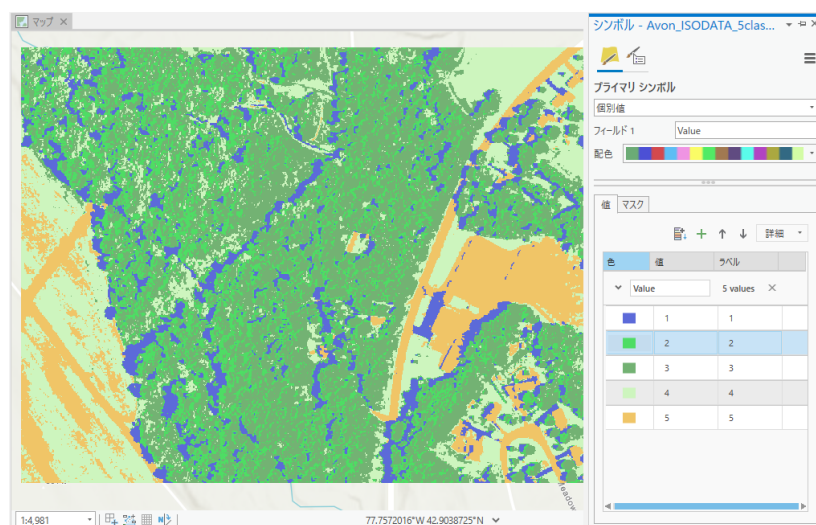 マップ ×
シンボル - Avon_ISODATA_5clas...
プライマリ シンボル
個別値
フィールド 1 Value
配色
値 マスク
詳細
色 値 ラベル
Value 5 values ×
1 1
2 2
3 3
4 4
5 5
Meadow
1:4,981 77.7572016°W 42.9038725°N